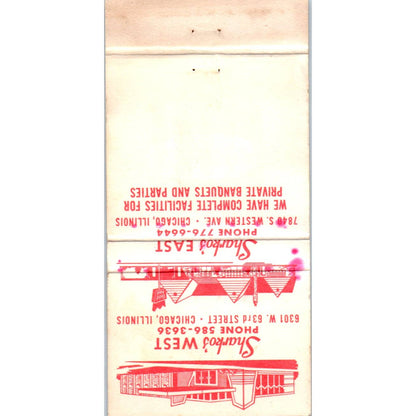 Sharko's WEST
PHONE 586-3636
6301 W. 63rd STREET • CHICAGO, ILLINOIS
Sharko's EAST
PHONE 776-6644
7840 S. WESTERN AVE. • CHICAGO, ILLINOIS
WE HAVE COMPLETE FACILITIES FOR
PRIVATE BANQUETS AND PARTIES